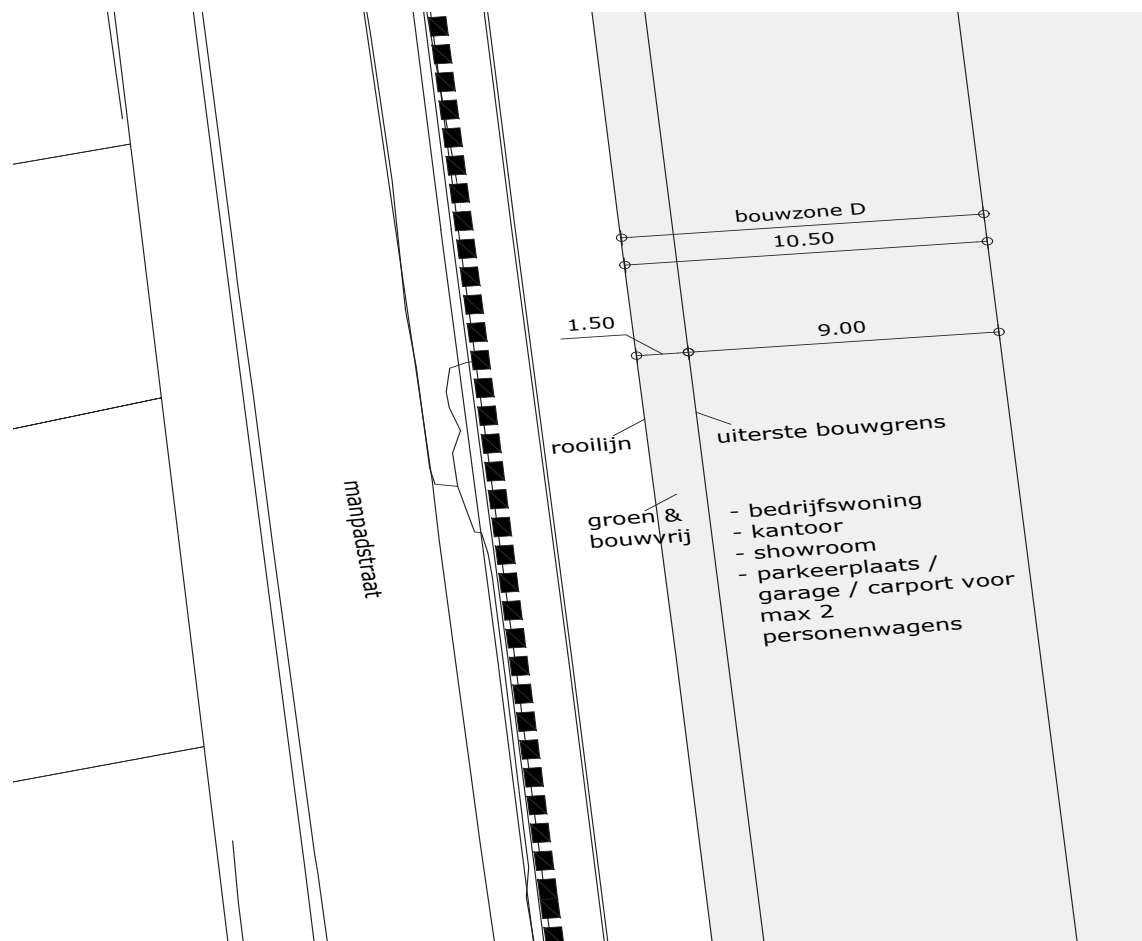 bouwzone D
10.50
1.50
9.00
rooilijn
uiterste bouwgrens
groen &
bouwvrij
- bedrijfswoning
- kantoor
- showroom
- parkeerplaats /
garage / carport voor
max 2
personenwagens
manpadstraat